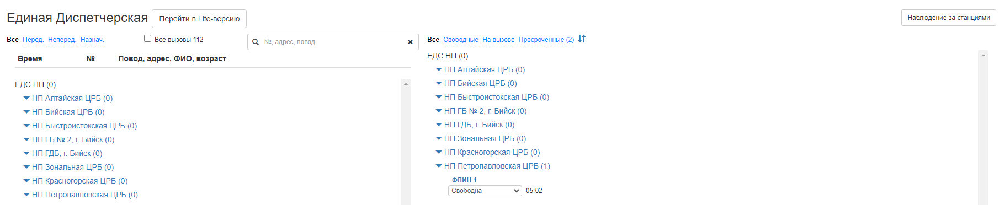 Единая Диспетчерская Перейти в Lite-версию Наблюдение за станциями
Все Перед. Неперед. Назнач. Все вызовы 112 №, адрес, повод
Время № Повод, адрес, ФИО, возраст
ЕДС НП (0)
НП Алтайская ЦРБ (0)
НП Бийская ЦРБ (0)
НП Быстроистокская ЦРБ (0)
НП ГБ № 2, г. Бийск (0)
НП ГДБ, г. Бийск (0)
НП Зональная ЦРБ (0)
НП Красногорская ЦРБ (0)
НП Петропавловская ЦРБ (0)
Все Свободные На вызове Просроченные (2)
ЕДС НП (0)
НП Алтайская ЦРБ (0)
НП Бийская ЦРБ (0)
НП Быстроистокская ЦРБ (0)
НП ГБ № 2, г. Бийск (0)
НП ГДБ, г. Бийск (0)
НП Зональная ЦРБ (0)
НП Красногорская ЦРБ (0)
НП Петропавловская ЦРБ (1)
ФЛИН 1
Свободна 05:02